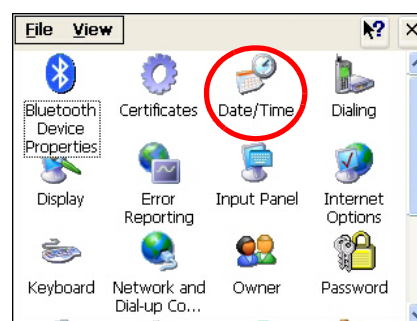 File View ?
Bluetooth Device Properties Certificates Date/Time Dialing
Display Error Reporting Input Panel Internet Options
Keyboard Network and Dial-up Co... Owner Password